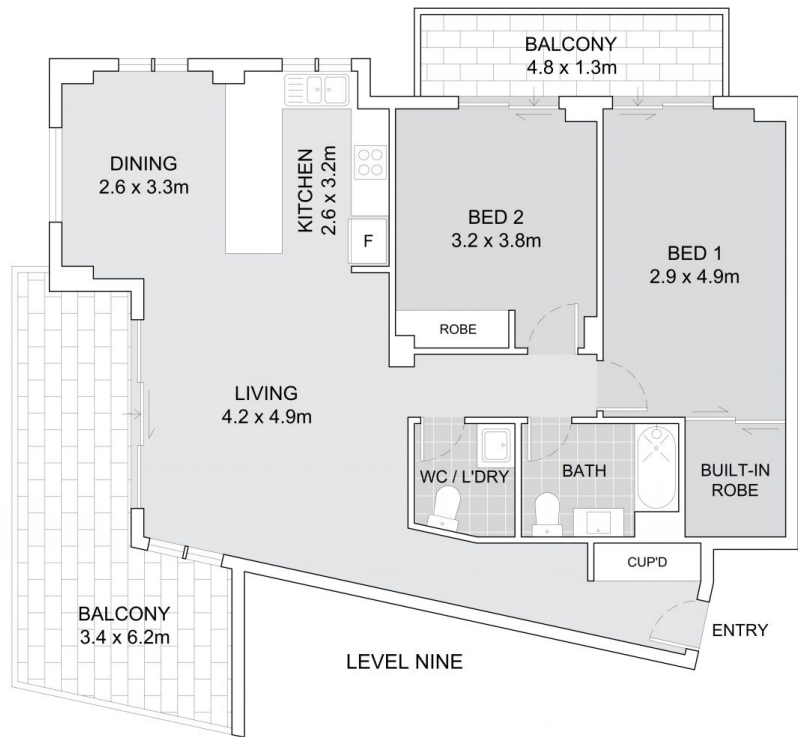 BALCONY
4.8 x 1.3m
DINING
2.6 x 3.3m
KITCHEN
2.6 x 3.2m
F
BED 2
3.2 x 3.8m
BED 1
2.9 x 4.9m
ROBE
LIVING
4.2 x 4.9m
WC / L'DRY
BATH
BUILT-IN
ROBE
CUP'D
BALCONY
3.4 x 6.2m
ENTRY
LEVEL NINE